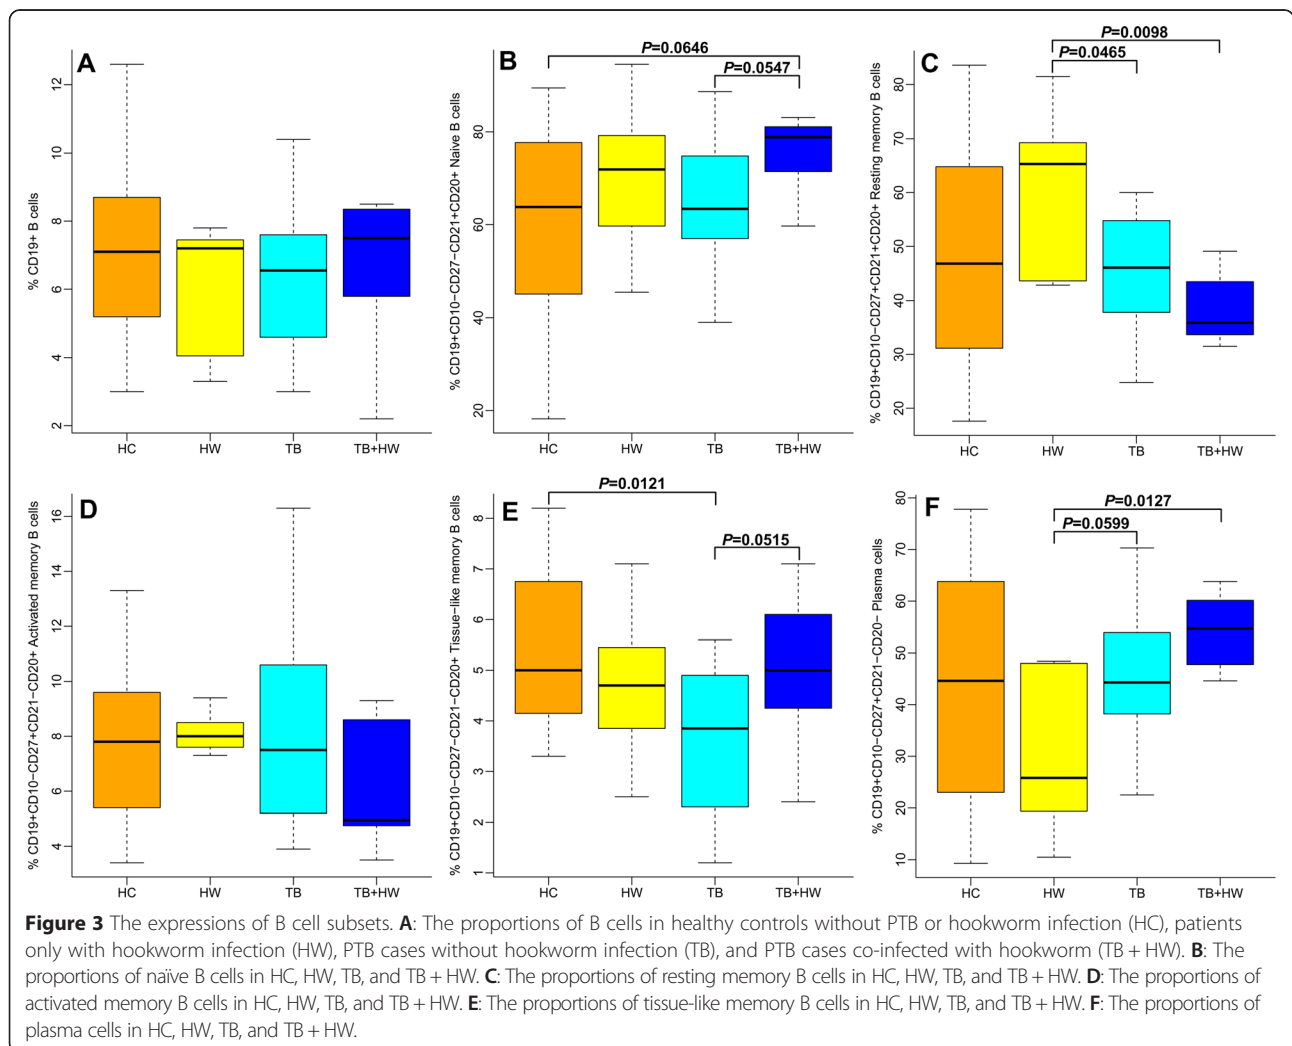 A
% CD19+ B cells
12
10
8
6
4
2
HC HW TB TB+HW
B
P=0.0646
P=0.0547
% CD19+CD10−CD27−CD21+CD20+ Naive B cells
80
60
40
20
HC HW TB TB+HW
C
P=0.0098
P=0.0465
% CD19+CD10−CD27+CD21+CD20+ Resting memory B cells
80
70
60
50
40
30
20
HC HW TB TB+HW
D
% CD19+CD10−CD27+CD21−CD20+ Activated memory B cells
16
14
12
10
8
6
4
HC HW TB TB+HW
E
P=0.0121
P=0.0515
% CD19+CD10−CD27−CD21−CD20+ Tissue−like memory B cells
8
7
6
5
4
3
2
1
HC HW TB TB+HW
F
P=0.0127
P=0.0599
% CD19+CD10−CD27+CD21−CD20− Plasma cells
80
70
60
50
40
30
20
10
HC HW TB TB+HW
Figure 3 The expressions of B cell subsets. A: The proportions of B cells in healthy controls without PTB or hookworm infection (HC), patients
only with hookworm infection (HW), PTB cases without hookworm infection (TB), and PTB cases co-infected with hookworm (TB + HW). B: The
proportions of naïve B cells in HC, HW, TB, and TB + HW. C: The proportions of resting memory B cells in HC, HW, TB, and TB + HW. D: The proportions of
activated memory B cells in HC, HW, TB, and TB + HW. E: The proportions of tissue-like memory B cells in HC, HW, TB, and TB + HW. F: The proportions of
plasma cells in HC, HW, TB, and TB + HW.